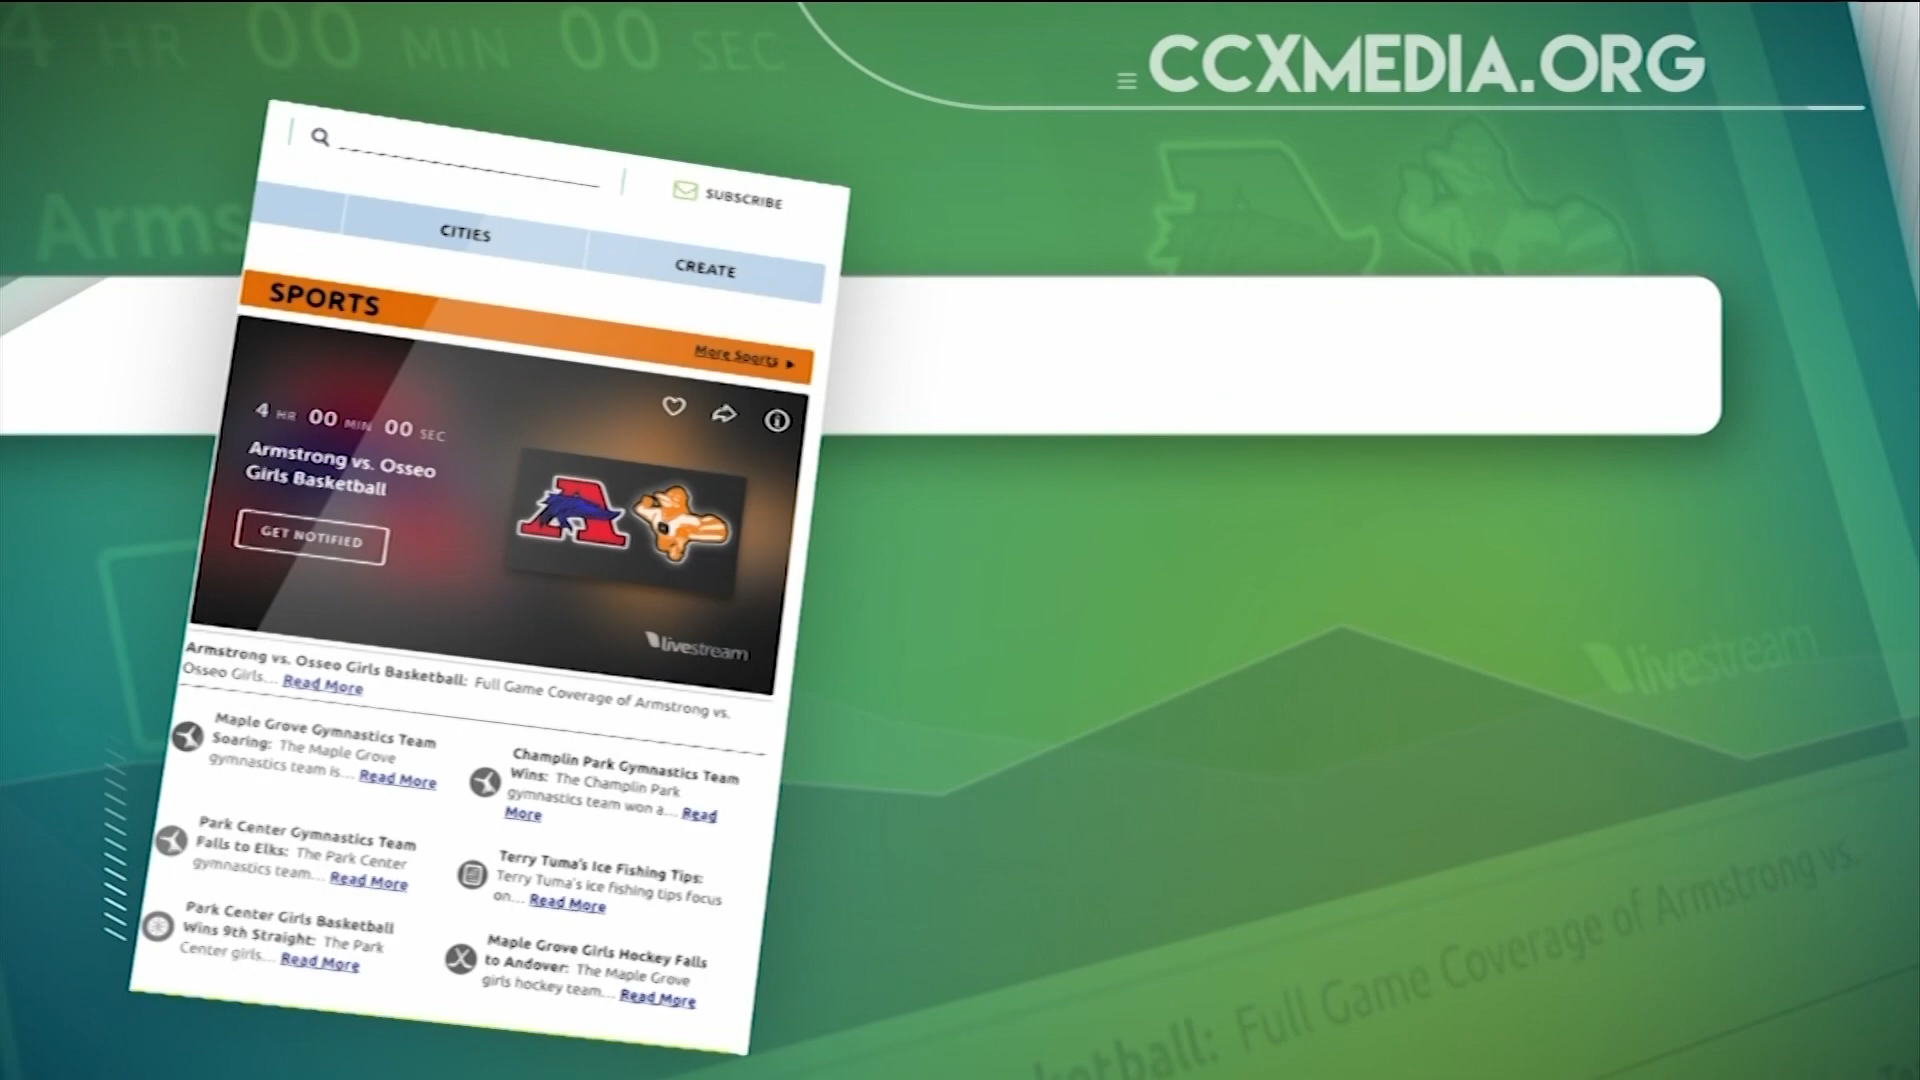 4 HR 00 MIN 00 SEC
CCXMEDIA.ORG
Arms
SUBSCRIBE
CITIES
CREATE
SPORTS
More Sports
4 HR 00 MIN 00 SEC
Armstrong vs. Osseo
Girls Basketball
GET NOTIFIED
A
livestream
Armstrong vs. Osseo Girls Basketball: Full Game Coverage of Armstrong vs.
Osseo Girls... Read More
Maple Grove Gymnastics Team
Soaring: The Maple Grove
gymnastics team is... Read More
Champlin Park Gymnastics Team
Wins: The Champlin Park
gymnastics team won a... Read
More
Park Center Gymnastics Team
Falls to Elks: The Park Center
gymnastics team... Read More
Terry Tuma's Ice Fishing Tips:
Terry Tuma's ice fishing tips focus
on... Read More
Park Center Girls Basketball
Wins 9th Straight: The Park
Center girls... Read More
Maple Grove Girls Hockey Falls
to Andover: The Maple Grove
girls hockey team... Read More
livestream
ketball: Full Game Coverage of Armstrong vs.